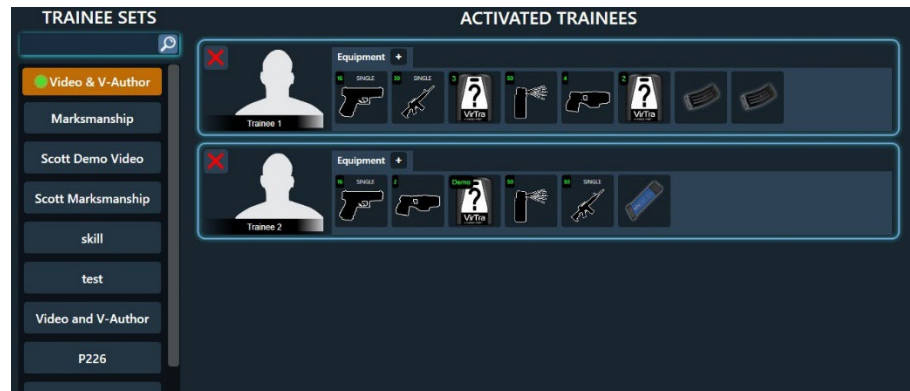 TRAINEE SETS
ACTIVATED TRAINEES
Video & V-Author
Marksmanship
Scott Demo Video
Scott Marksmanship
skill
test
Video and V-Author
P226
Equipment +
16 SINGLE
30 SINGLE
3 ? VirTra
50
4
2 ? VirTra
Trainee 1
Equipment +
16 SINGLE
2
Demo ? VirTra
50
SINGLE
Trainee 2